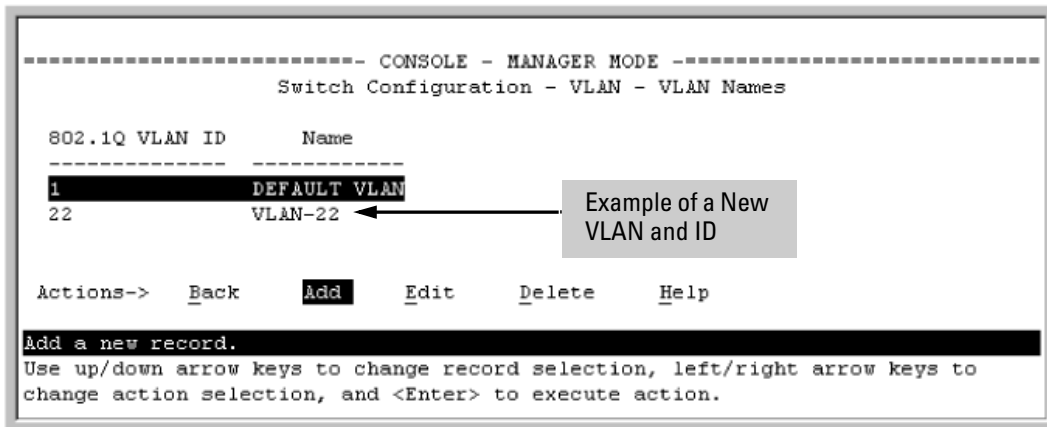 ===========================- CONSOLE - MANAGER MODE -============================
Switch Configuration - VLAN - VLAN Names
802.1Q VLAN ID Name
-------------- ------------
1 DEFAULT VLAN
22 VLAN-22
Example of a New
VLAN and ID
Actions-> Back Add Edit Delete Help
Add a new record.
Use up/down arrow keys to change record selection, left/right arrow keys to
change action selection, and <Enter> to execute action.